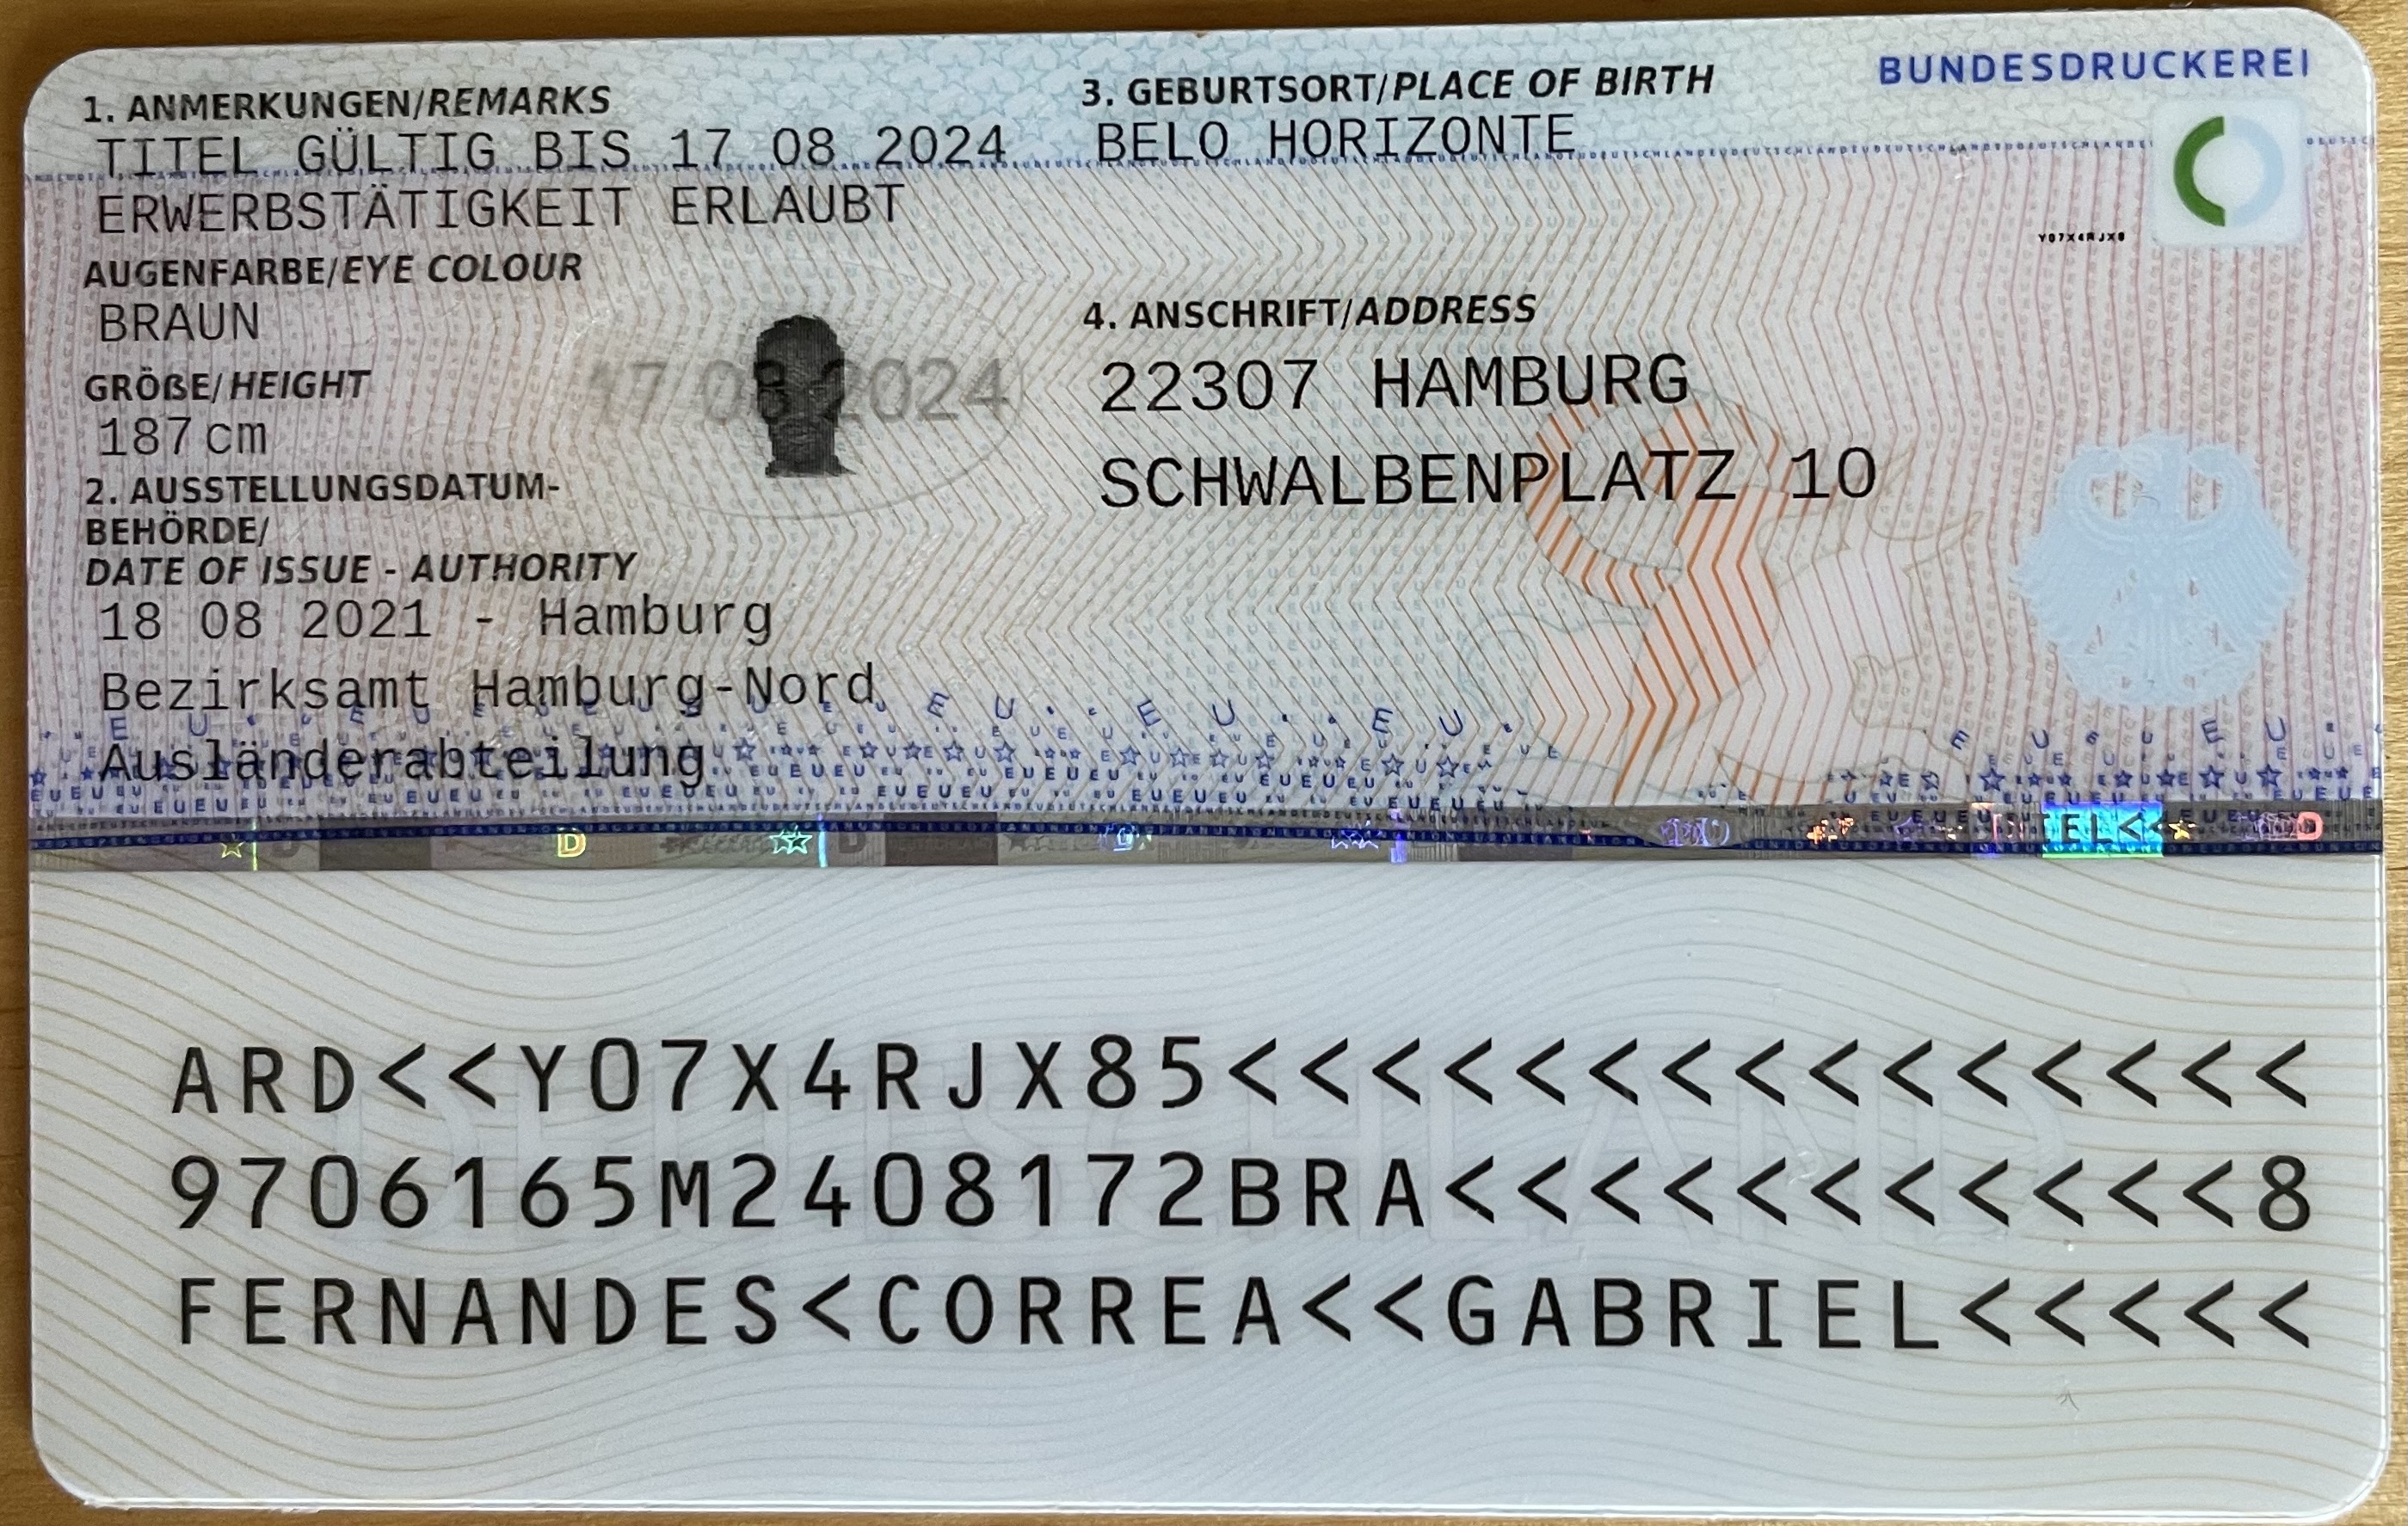 BUNDESDRUCKEREI
1. ANMERKUNGEN/REMARKS
TITEL GÜLTIG BIS 17 08 2024
ERWERBSTÄTIGKEIT ERLAUBT
AUGENFARBE/EYE COLOUR
BRAUN
GRÖẞE/HEIGHT
187 cm
2. AUSSTELLUNGSDATUM-
BEHÖRDE/
DATE OF ISSUE - AUTHORITY
18 08 2021 - Hamburg
Bezirksamt Hamburg-Nord
Ausländerabteilung
17 08 2024
3. GEBURTSORT/PLACE OF BIRTH
BELO HORIZONTE
Y07X4RJX8
4. ANSCHRIFT/ADDRESS
22307 HAMBURG
SCHWALBENPLATZ 10
ARD<<Y07X4RJX85<<<<<<<<<<<<<<<
9706165M2408172BRA<<<<<<<<<<<8
FERNANDES<CORREA<<GABRIEL<<<<<